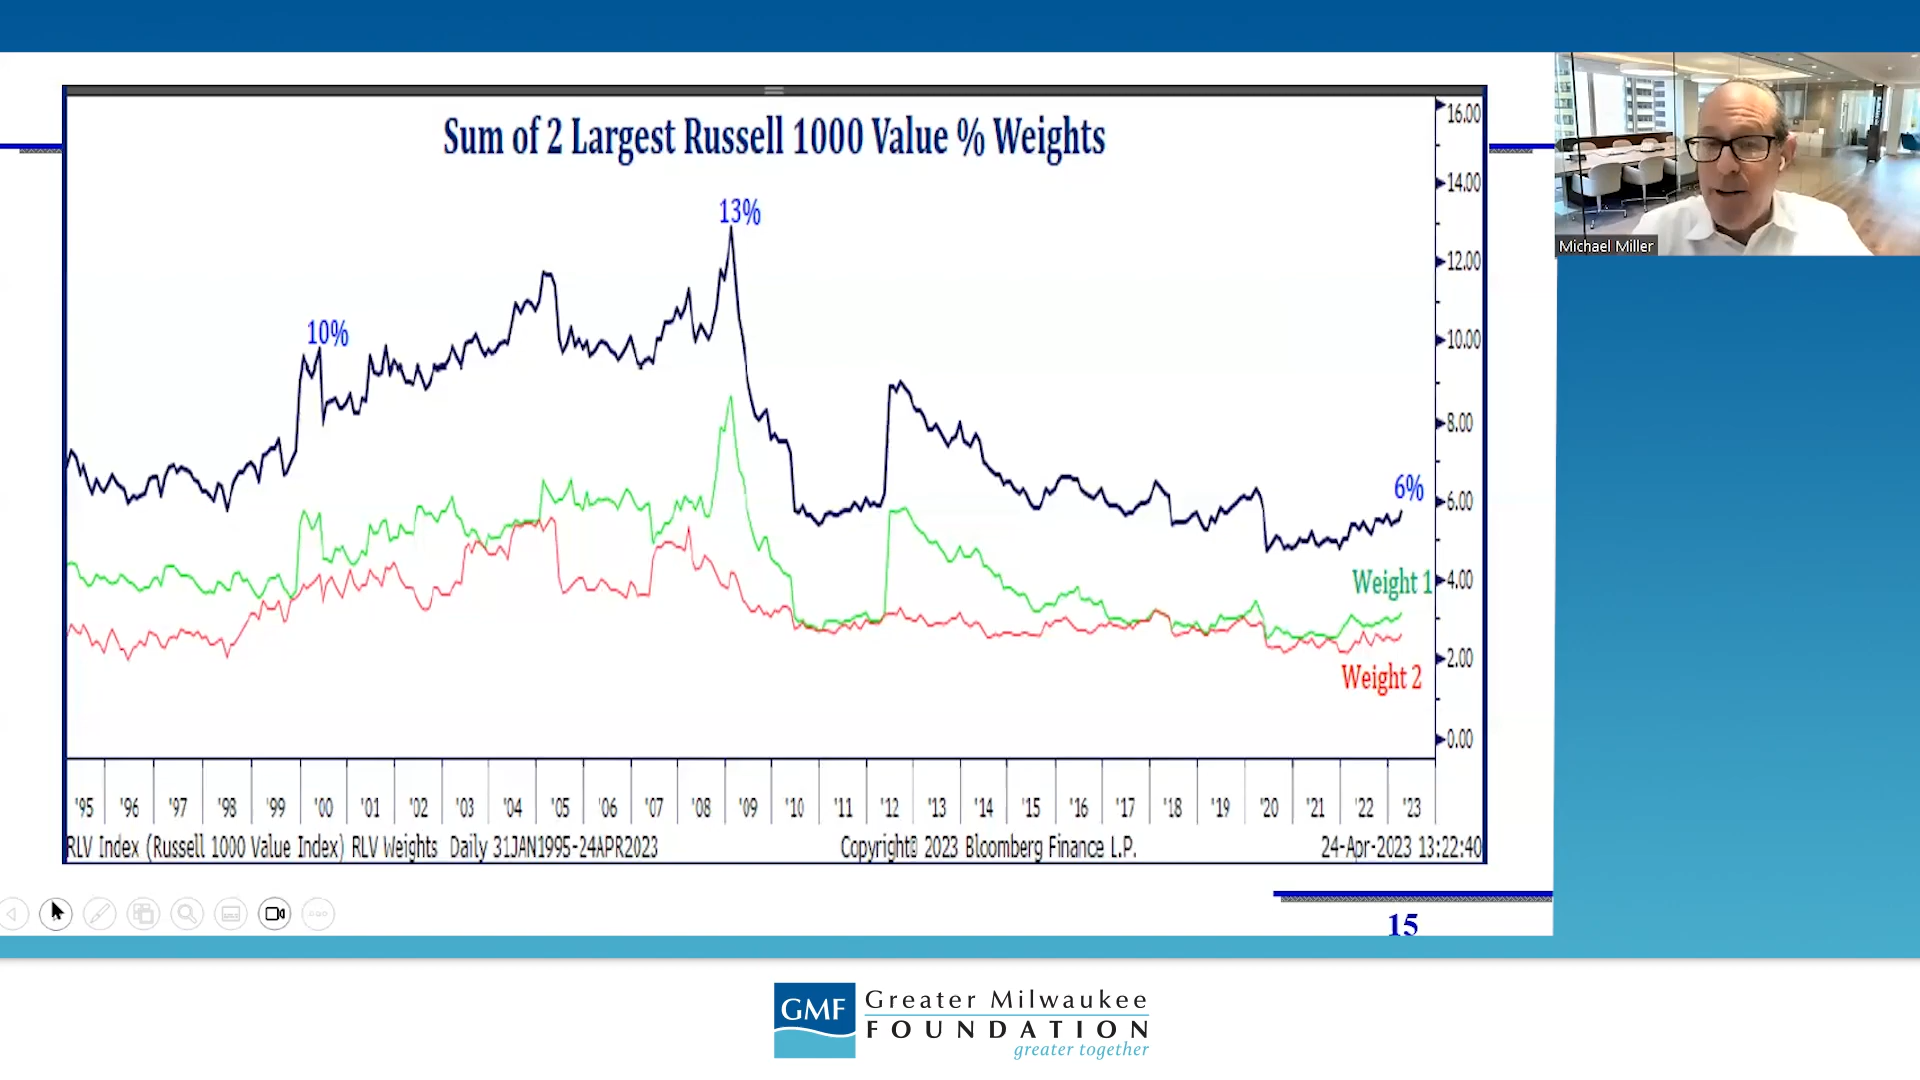 Sum of 2 Largest Russell 1000 Value % Weights
16.00
14.00
13%
12.00
10%
10.00
8.00
6%
6.00
Weight 1
4.00
2.00
Weight 2
0.00
'95 '96 '97 '98 '99 '00 '01 '02 '03 '04 '05 '06 '07 '08 '09 '10 '11 '12 '13 '14 '15 '16 '17 '18 '19 '20 '21 '22 '23
RLV Index (Russell 1000 Value Index) RLV Weights Daily 31JAN1995-24APR2023 Copyright© 2023 Bloomberg Finance L.P. 24-Apr-2023 13:22:40
15
Michael Miller
GMF
Greater Milwaukee
FOUNDATION
greater together